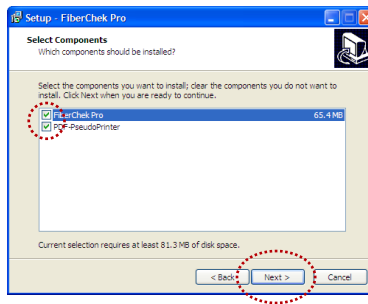 Setup - FiberChek Pro
Select Components
Which components should be installed?
Select the components you want to install; clear the components you do not want to
install. Click Next when you are ready to continue.
FiberChek Pro 65.4 MB
PDF-PseudoPrinter
Current selection requires at least 81.3 MB of disk space.
< Back Next > Cancel